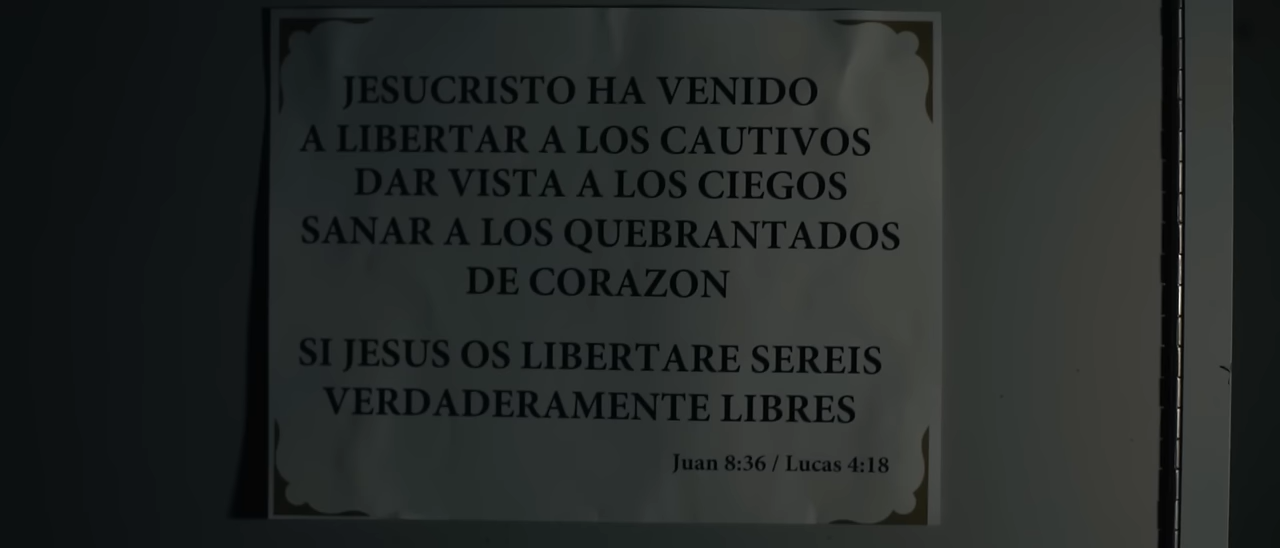 JESUCRISTO HA VENIDO
A LIBERTAR A LOS CAUTIVOS
DAR VISTA A LOS CIEGOS
SANAR A LOS QUEBRANTADOS
DE CORAZON
SI JESUS OS LIBERTARE SEREIS
VERDADERAMENTE LIBRES
Juan 8:36 / Lucas 4:18